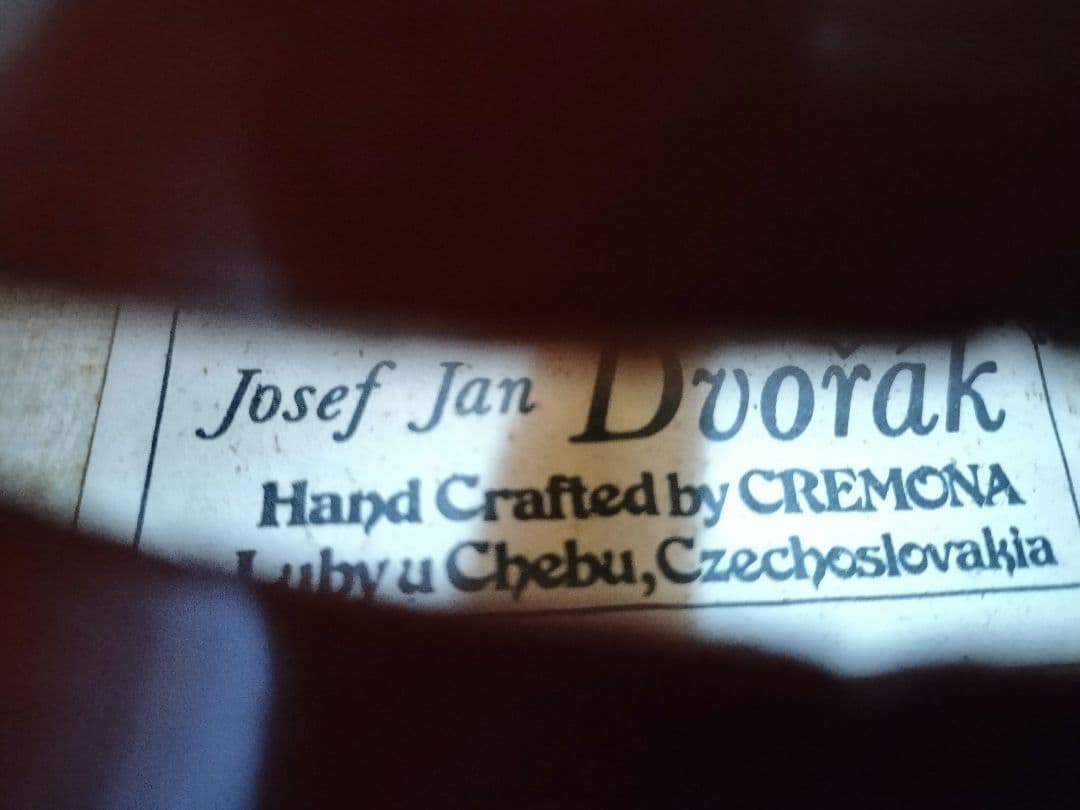 Josef Jan Dvořák
Hand Crafted by CREMONA
Luby u Chebu, Czechoslovakia